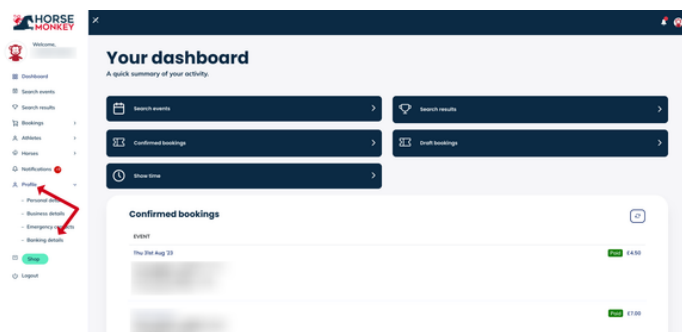 HORSE
MONKEY
Welcome,
Dashboard
Search events
Search results
Bookings
Athletes
Horses
Notifications
Profile
- Personal details
- Business details
- Emergency contacts
- Banking details
Shop
Logout
Your dashboard
A quick summary of your activity.
Search events
Search results
Confirmed bookings
Draft bookings
Show time
Confirmed bookings
EVENT
Thu 31st Aug '23 Paid £4.50
Paid £7.00